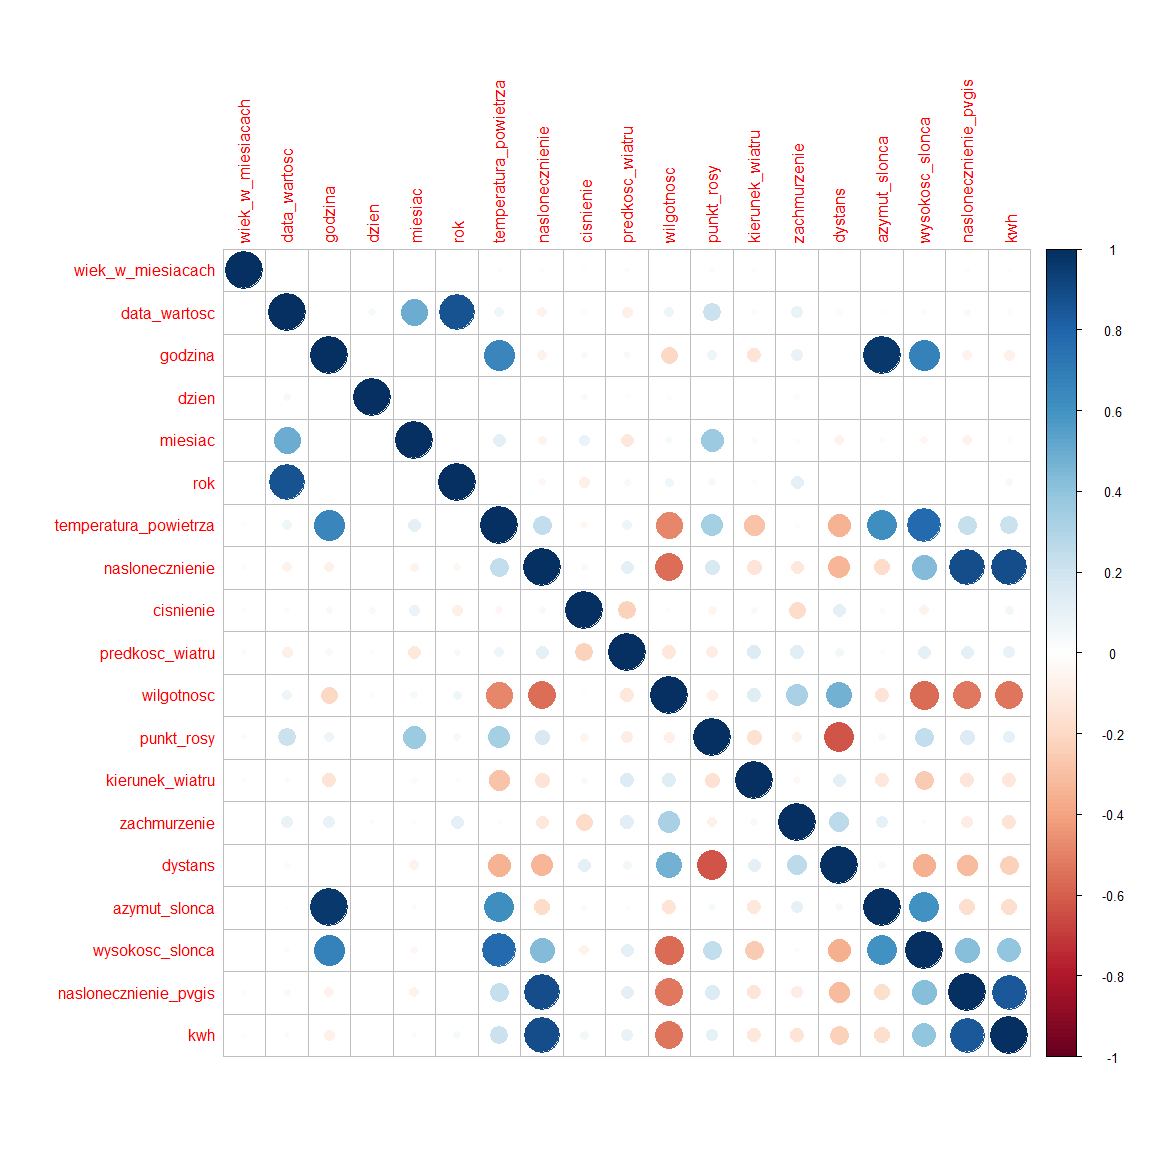 wiek_w_miesiacach
data_wartosc
godzina
dzien
miesiac
rok
temperatura_powietrza
naslonecznienie
cisnienie
predkosc_wiatru
wilgotnosc
punkt_rosy
kierunek_wiatru
zachmurzenie
dystans
azymut_slonca
wysokosc_slonca
naslonecznienie_pvgis
kwh
wiek_w_miesiacach
data_wartosc
godzina
dzien
miesiac
rok
temperatura_powietrza
naslonecznienie
cisnienie
predkosc_wiatru
wilgotnosc
punkt_rosy
kierunek_wiatru
zachmurzenie
dystans
azymut_slonca
wysokosc_slonca
naslonecznienie_pvgis
kwh
1
0.8
0.6
0.4
0.2
0
-0.2
-0.4
-0.6
-0.8
-1